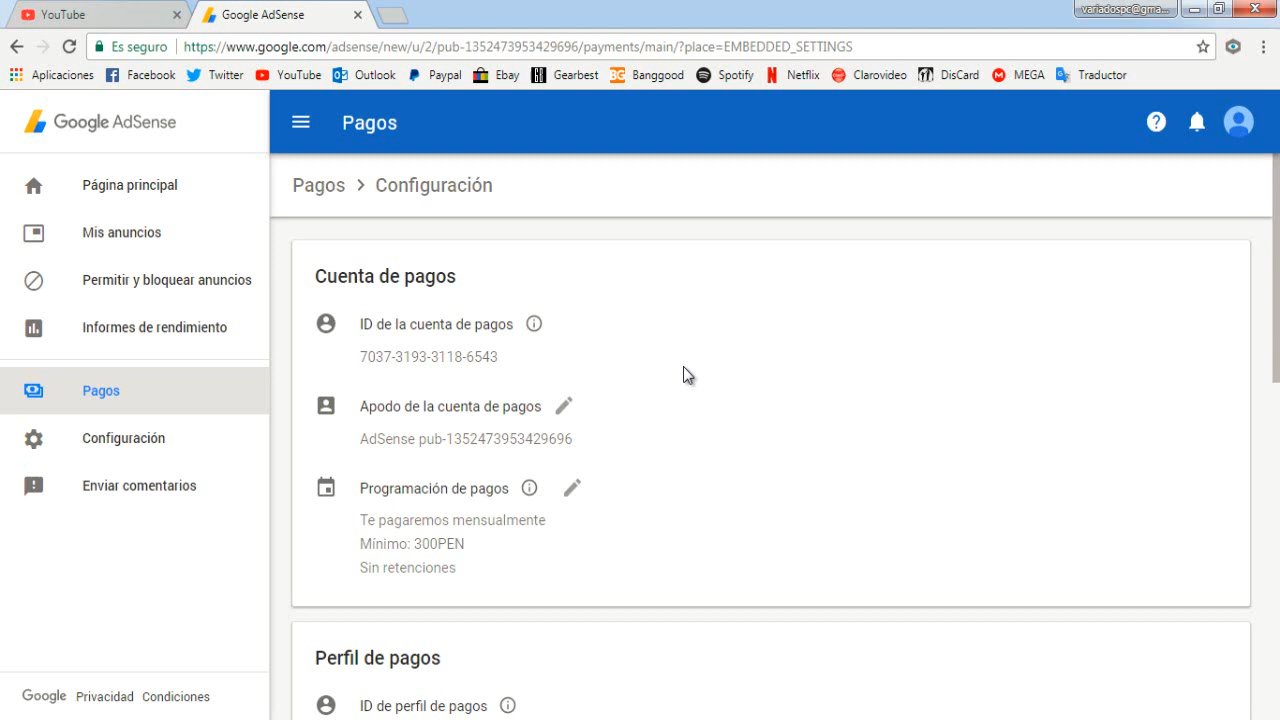 YouTube
Google AdSense
variadospc@gma...
Es seguro
https://www.google.com/adsense/new/u/2/pub-1352473953429696/payments/main/?place=EMBEDDED_SETTINGS
Aplicaciones Facebook Twitter YouTube Outlook Paypal Ebay Gearbest Banggood Spotify Netflix Clarovideo DisCard MEGA Traductor
Google AdSense
Pagos
Página principal
Mis anuncios
Permitir y bloquear anuncios
Informes de rendimiento
Pagos
Configuración
Enviar comentarios
Google Privacidad Condiciones
Pagos > Configuración
Cuenta de pagos
ID de la cuenta de pagos
7037-3193-3118-6543
Apodo de la cuenta de pagos
AdSense pub-1352473953429696
Programación de pagos
Te pagaremos mensualmente
Mínimo: 300PEN
Sin retenciones
Perfil de pagos
ID de perfil de pagos